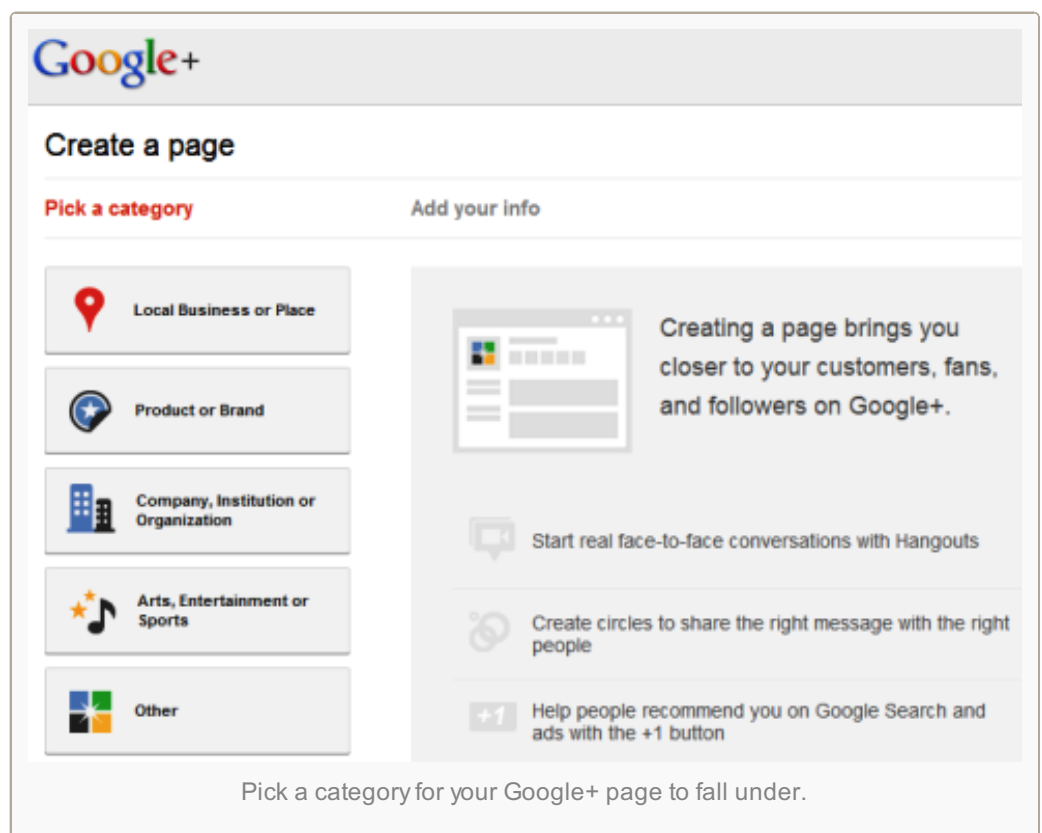 Google+
Create a page
Pick a category
Add your info
Local Business or Place
Product or Brand
Company, Institution or
Organization
Arts, Entertainment or
Sports
Other
Creating a page brings you
closer to your customers, fans,
and followers on Google+.
Start real face-to-face conversations with Hangouts
Create circles to share the right message with the right
people
+1
Help people recommend you on Google Search and
ads with the +1 button
Pick a category for your Google+ page to fall under.